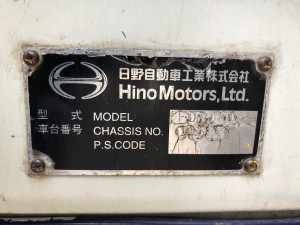 日野自動車工業株式会社
Hino Motors, Ltd.
型 式 MODEL
車台番号 CHASSIS NO.
P.S.CODE